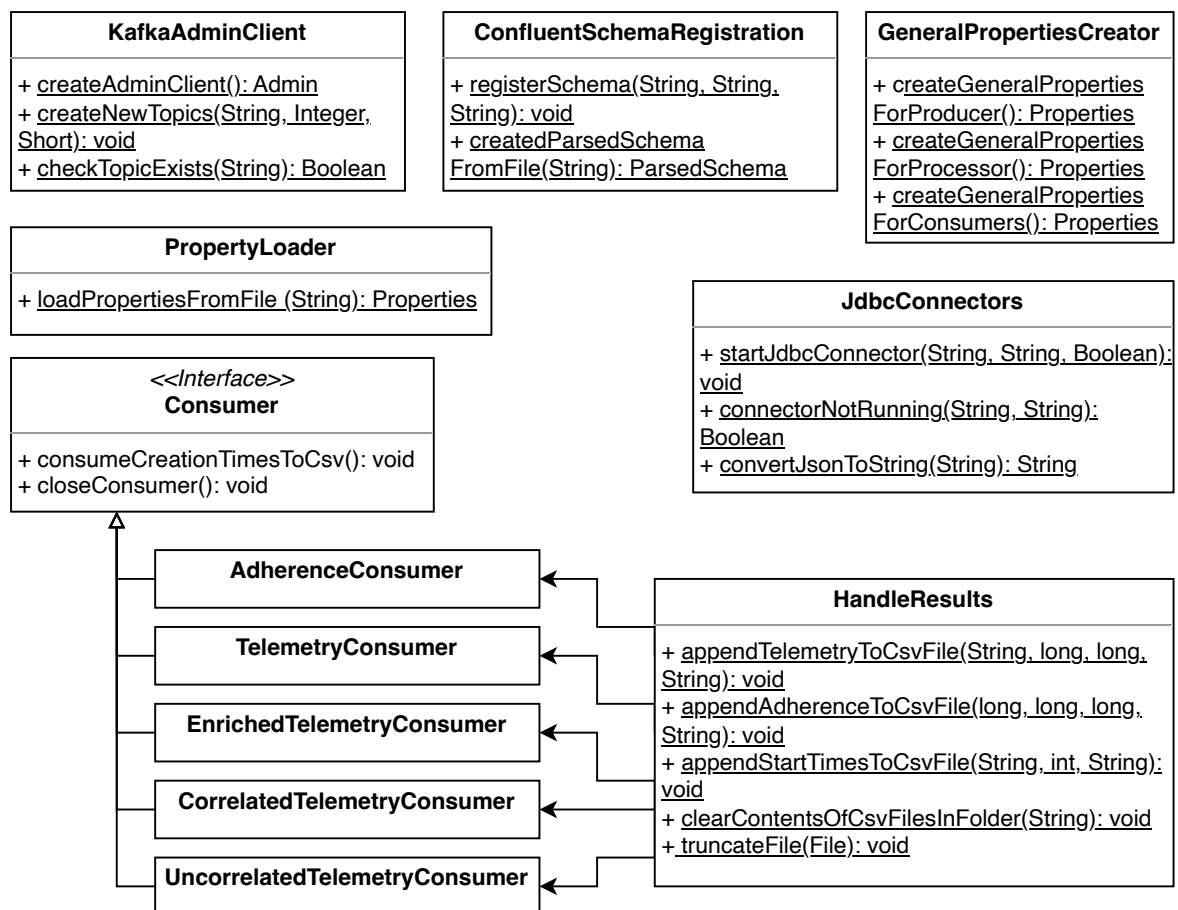 KafkaAdminClient
+ createAdminClient(): Admin
+ createNewTopics(String, Integer,
Short): void
+ checkTopicExists(String): Boolean
ConfluentSchemaRegistration
+ registerSchema(String, String,
String): void
+ createdParsedSchema
FromFile(String): ParsedSchema
GeneralPropertiesCreator
+ createGeneralProperties
ForProducer(): Properties
+ createGeneralProperties
ForProcessor(): Properties
+ createGeneralProperties
ForConsumers(): Properties
PropertyLoader
+ loadPropertiesFromFile (String): Properties
JdbcConnectors
+ startJdbcConnector(String, String, Boolean):
void
+ connectorNotRunning(String, String):
Boolean
+ convertJsonToString(String): String
<<Interface>>
Consumer
+ consumeCreationTimesToCsv(): void
+ closeConsumer(): void
AdherenceConsumer
TelemetryConsumer
EnrichedTelemetryConsumer
CorrelatedTelemetryConsumer
UncorrelatedTelemetryConsumer
HandleResults
+ appendTelemetryToCsvFile(String, long, long,
String): void
+ appendAdherenceToCsvFile(long, long, long,
String): void
+ appendStartTimesToCsvFile(String, int, String):
void
+ clearContentsOfCsvFilesInFolder(String): void
+ truncateFile(File): void